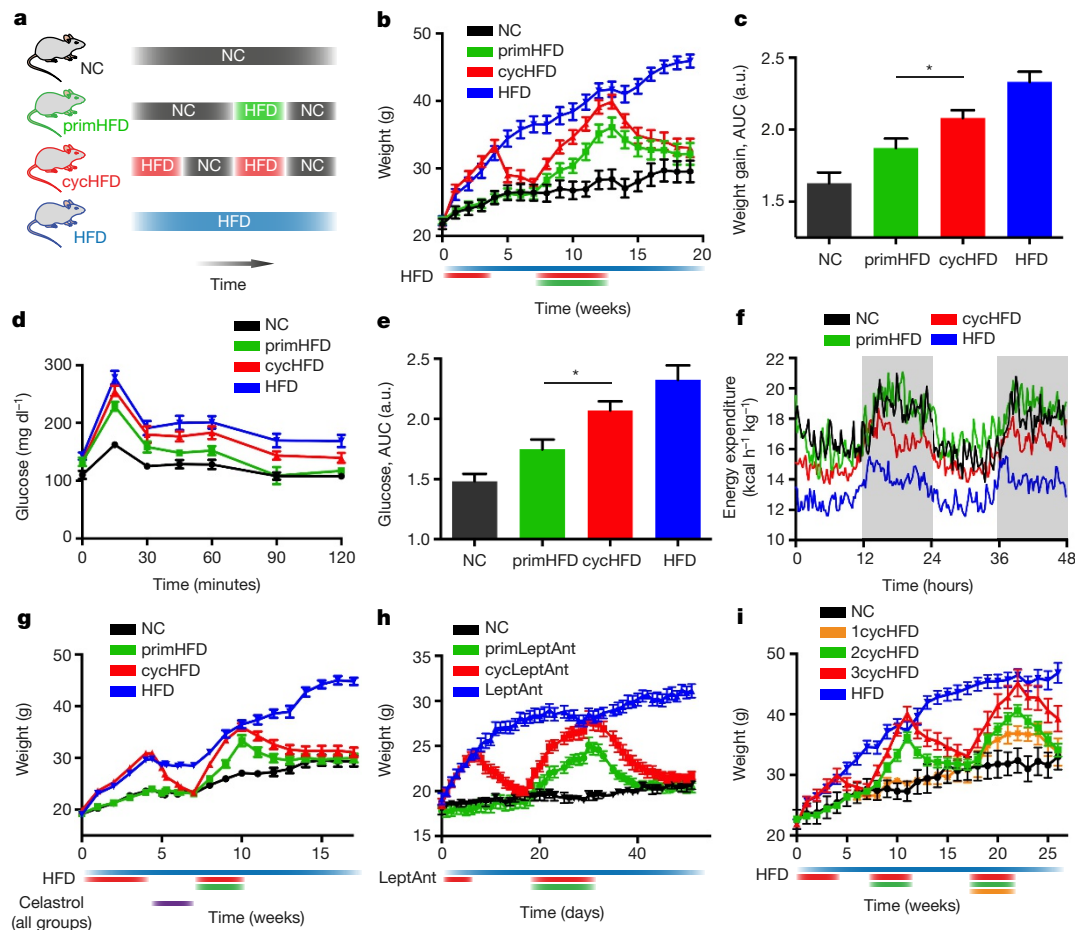 a
NC
NC
primHFD
NC HFD NC
cycHFD
HFD NC HFD NC
HFD
HFD
Time
b
NC
primHFD
cycHFD
HFD
Weight (g)
50
40
30
20
0 5 10 15 20
HFD
Time (weeks)
c
*
Weight gain, AUC (a.u.)
2.5
2.0
1.5
NC primHFD cycHFD HFD
d
NC
primHFD
cycHFD
HFD
Glucose (mg dl⁻¹)
300
200
100
0
0 30 60 90 120
Time (minutes)
e
*
Glucose, AUC (a.u.)
2.5
2.0
1.5
1.0
NC primHFD cycHFD HFD
f
NC cycHFD
primHFD HFD
Energy expenditure
(kcal h⁻¹ kg⁻¹)
22
20
18
16
14
12
10
0 12 24 36 48
Time (hours)
g
NC
primHFD
cycHFD
HFD
Weight (g)
50
40
30
20
0 5 10 15
HFD
Celastrol
(all groups)
Time (weeks)
h
NC
primLeptAnt
cycLeptAnt
LeptAnt
Weight (g)
35
30
25
20
15
0 20 40
LeptAnt
Time (days)
i
NC
1cycHFD
2cycHFD
3cycHFD
HFD
Weight (g)
50
40
30
20
0 5 10 15 20 25
HFD
Time (weeks)